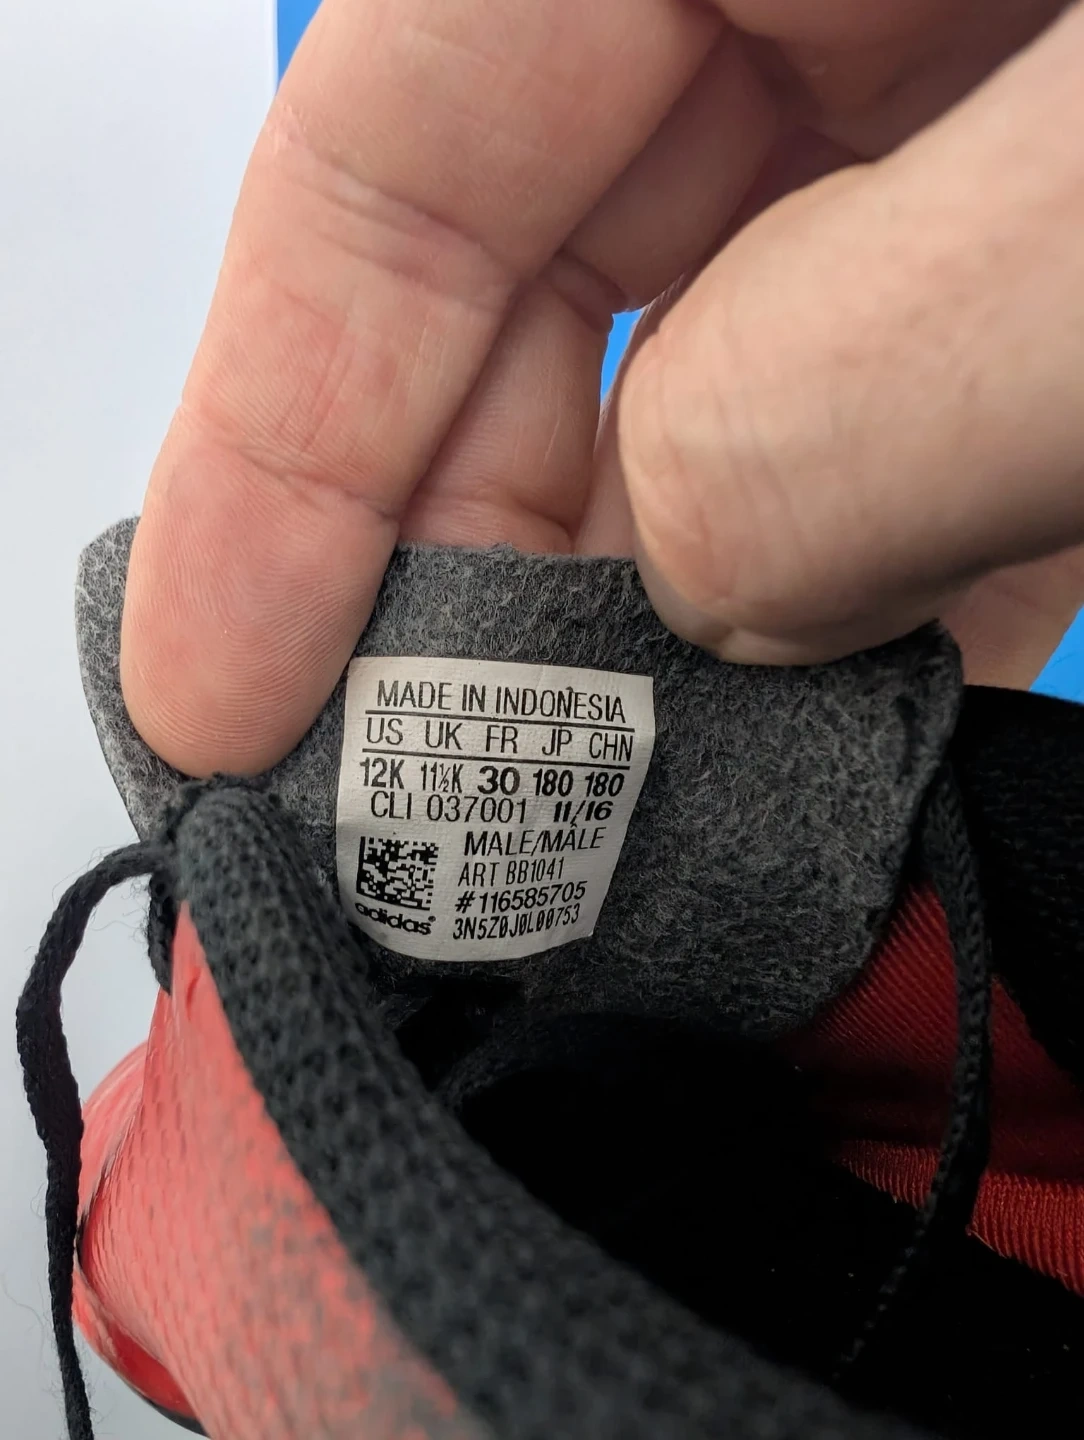 MADE IN INDONESIA
US UK FR JP CHN
12K 11½K 30 180 180
CLI 037001 11/16
MALE/MÂLE
ART BB1041
#116585705
adidas® 3N5Z0J0L00753